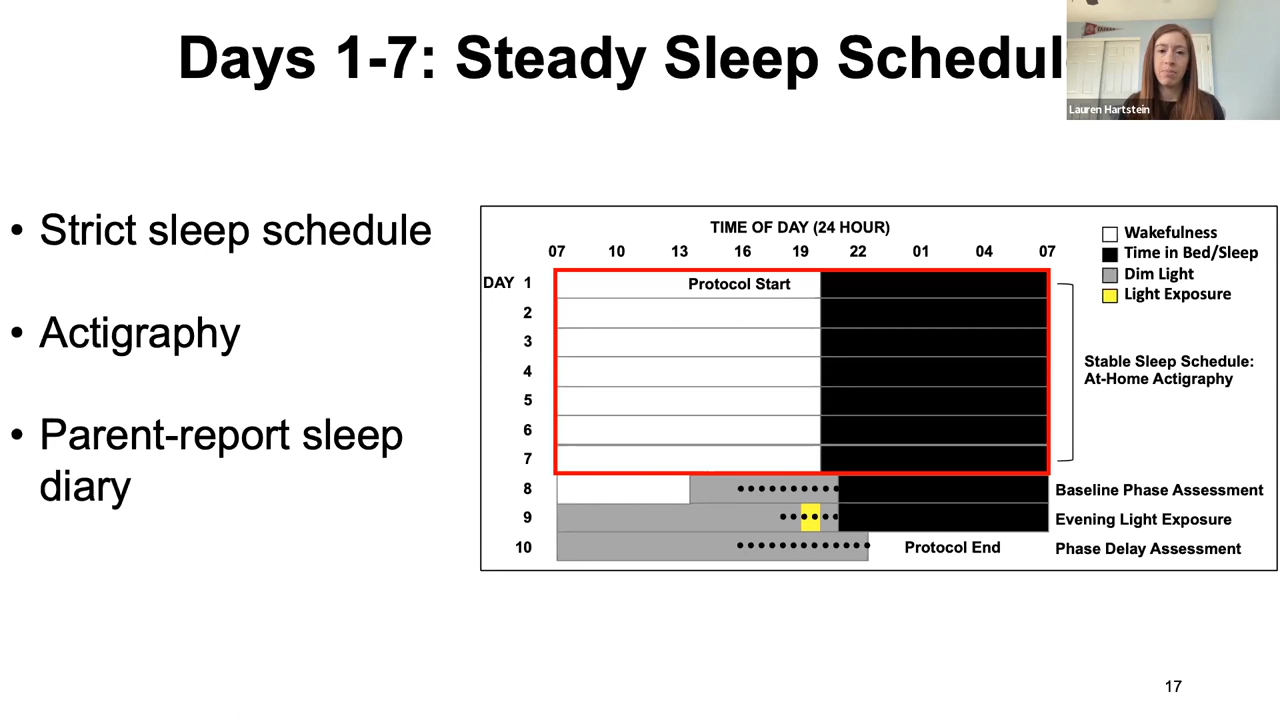 Days 1-7: Steady Sleep Schedul
Lauren Hartstein
• Strict sleep schedule
• Actigraphy
• Parent-report sleep
diary
TIME OF DAY (24 HOUR)
07 10 13 16 19 22 01 04 07
Wakefulness
Time in Bed/Sleep
Dim Light
Light Exposure
DAY 1 Protocol Start
2
3
4
5
6
7
Stable Sleep Schedule:
At-Home Actigraphy
8 Baseline Phase Assessment
9 Evening Light Exposure
10 Protocol End Phase Delay Assessment
17